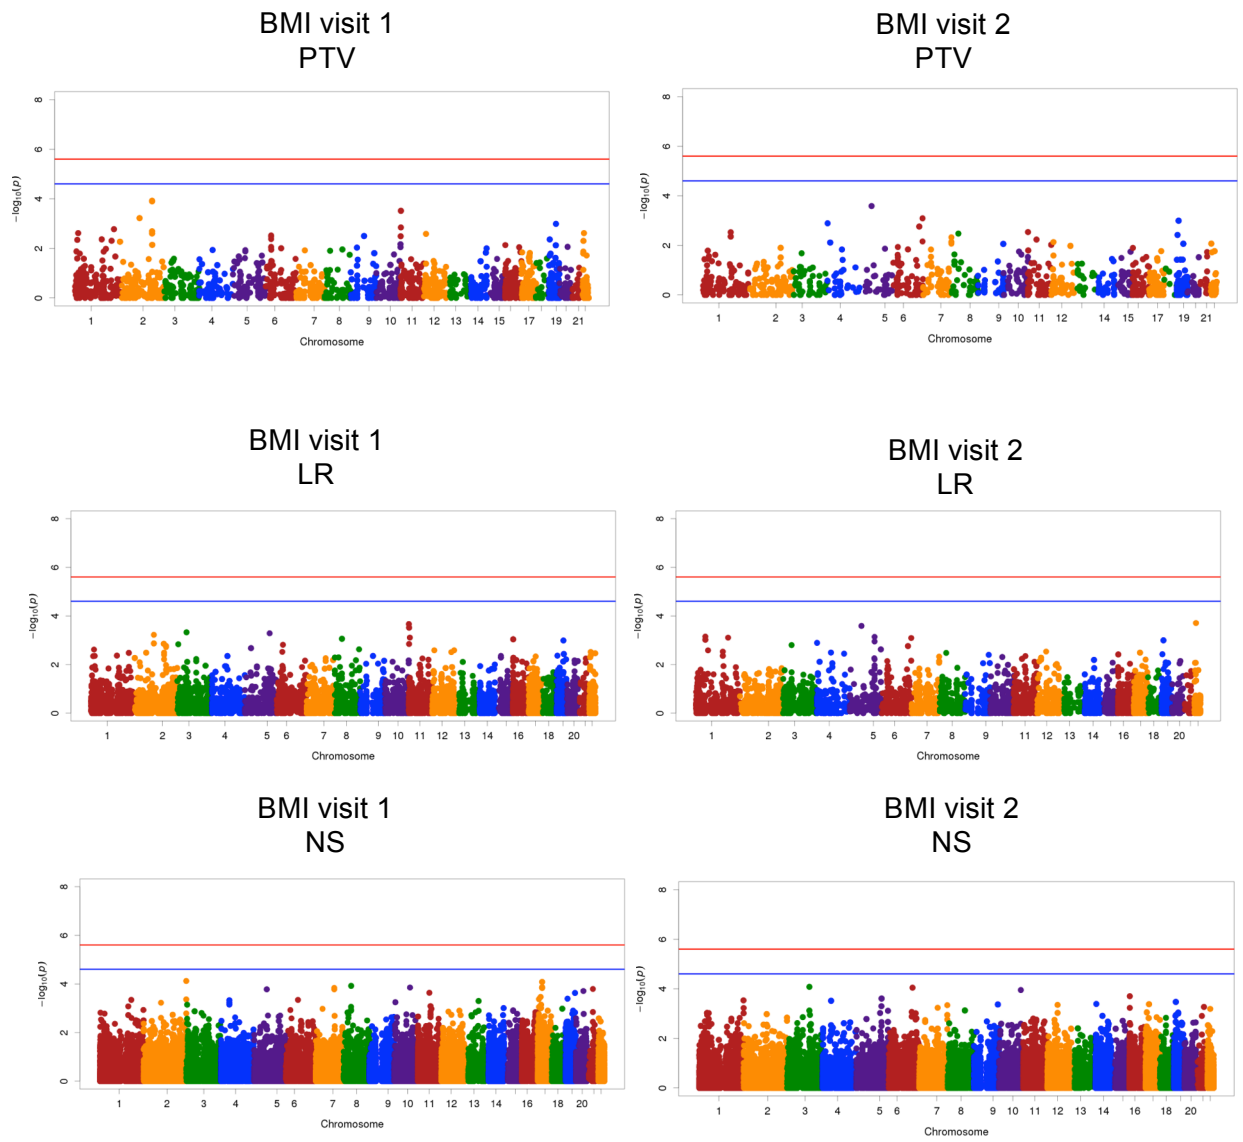 BMI visit 1
PTV
BMI visit 2
PTV
8
6
4
2
0
−log10(p)
1 2 3 4 5 6 7 8 9 10 11 12 13 14 15 17 19 21
Chromosome
8
6
4
2
0
−log10(p)
1 2 3 4 5 6 7 8 9 10 11 12 14 15 17 19 21
Chromosome
BMI visit 1
LR
BMI visit 2
LR
8
6
4
2
0
−log10(p)
1 2 3 4 5 6 7 8 9 10 11 12 13 14 16 18 20
Chromosome
8
6
4
2
0
−log10(p)
1 2 3 4 5 6 7 8 9 11 12 13 14 16 18 20
Chromosome
BMI visit 1
NS
BMI visit 2
NS
8
6
4
2
0
−log10(p)
1 2 3 4 5 6 7 8 9 10 11 12 13 14 16 18 20
Chromosome
8
6
4
2
0
−log10(p)
1 2 3 4 5 6 7 8 9 10 11 12 13 14 16 18 20
Chromosome